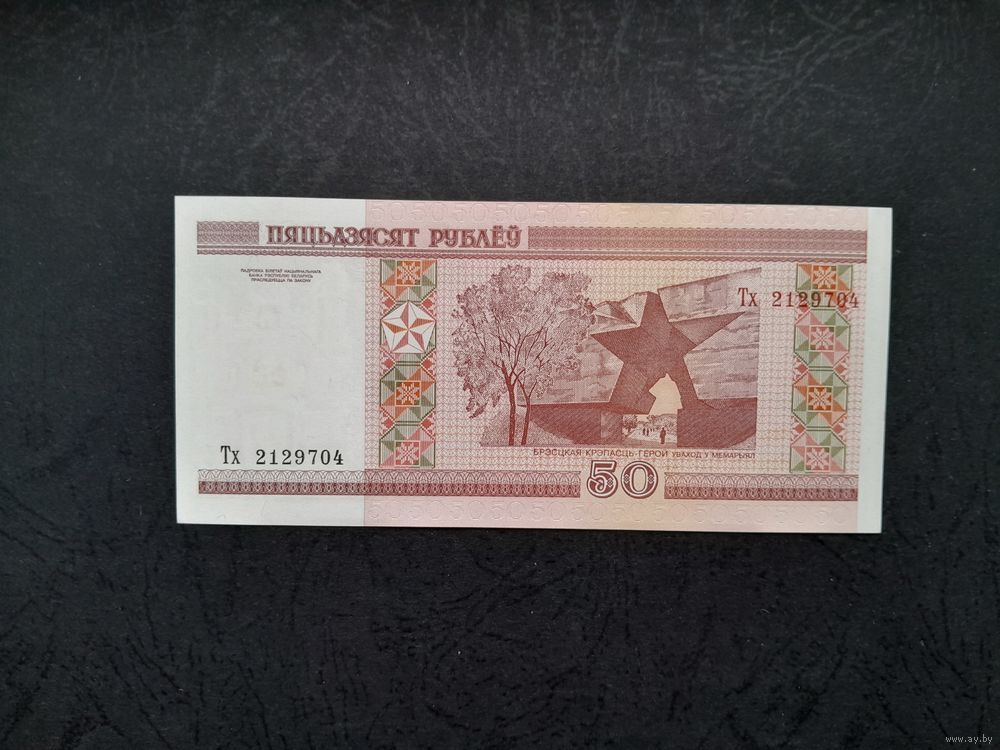 ПЯЦЬДЗЯСЯТ РУБЛЁЎ
ПАДРОБКА БІЛЕТАЎ НАЦЫЯНАЛЬНАГА
БАНКА РЭСПУБЛІКІ БЕЛАРУСЬ
ПРАСЛЕДУЕЦЦА ПА ЗАКОНУ
Тх 2129704
Тх 2129704
БРЭСЦКАЯ КРЭПАСЦЬ-ГЕРОЙ УВАХОД У МЕМАРЫЯЛ
50
www.ay.by